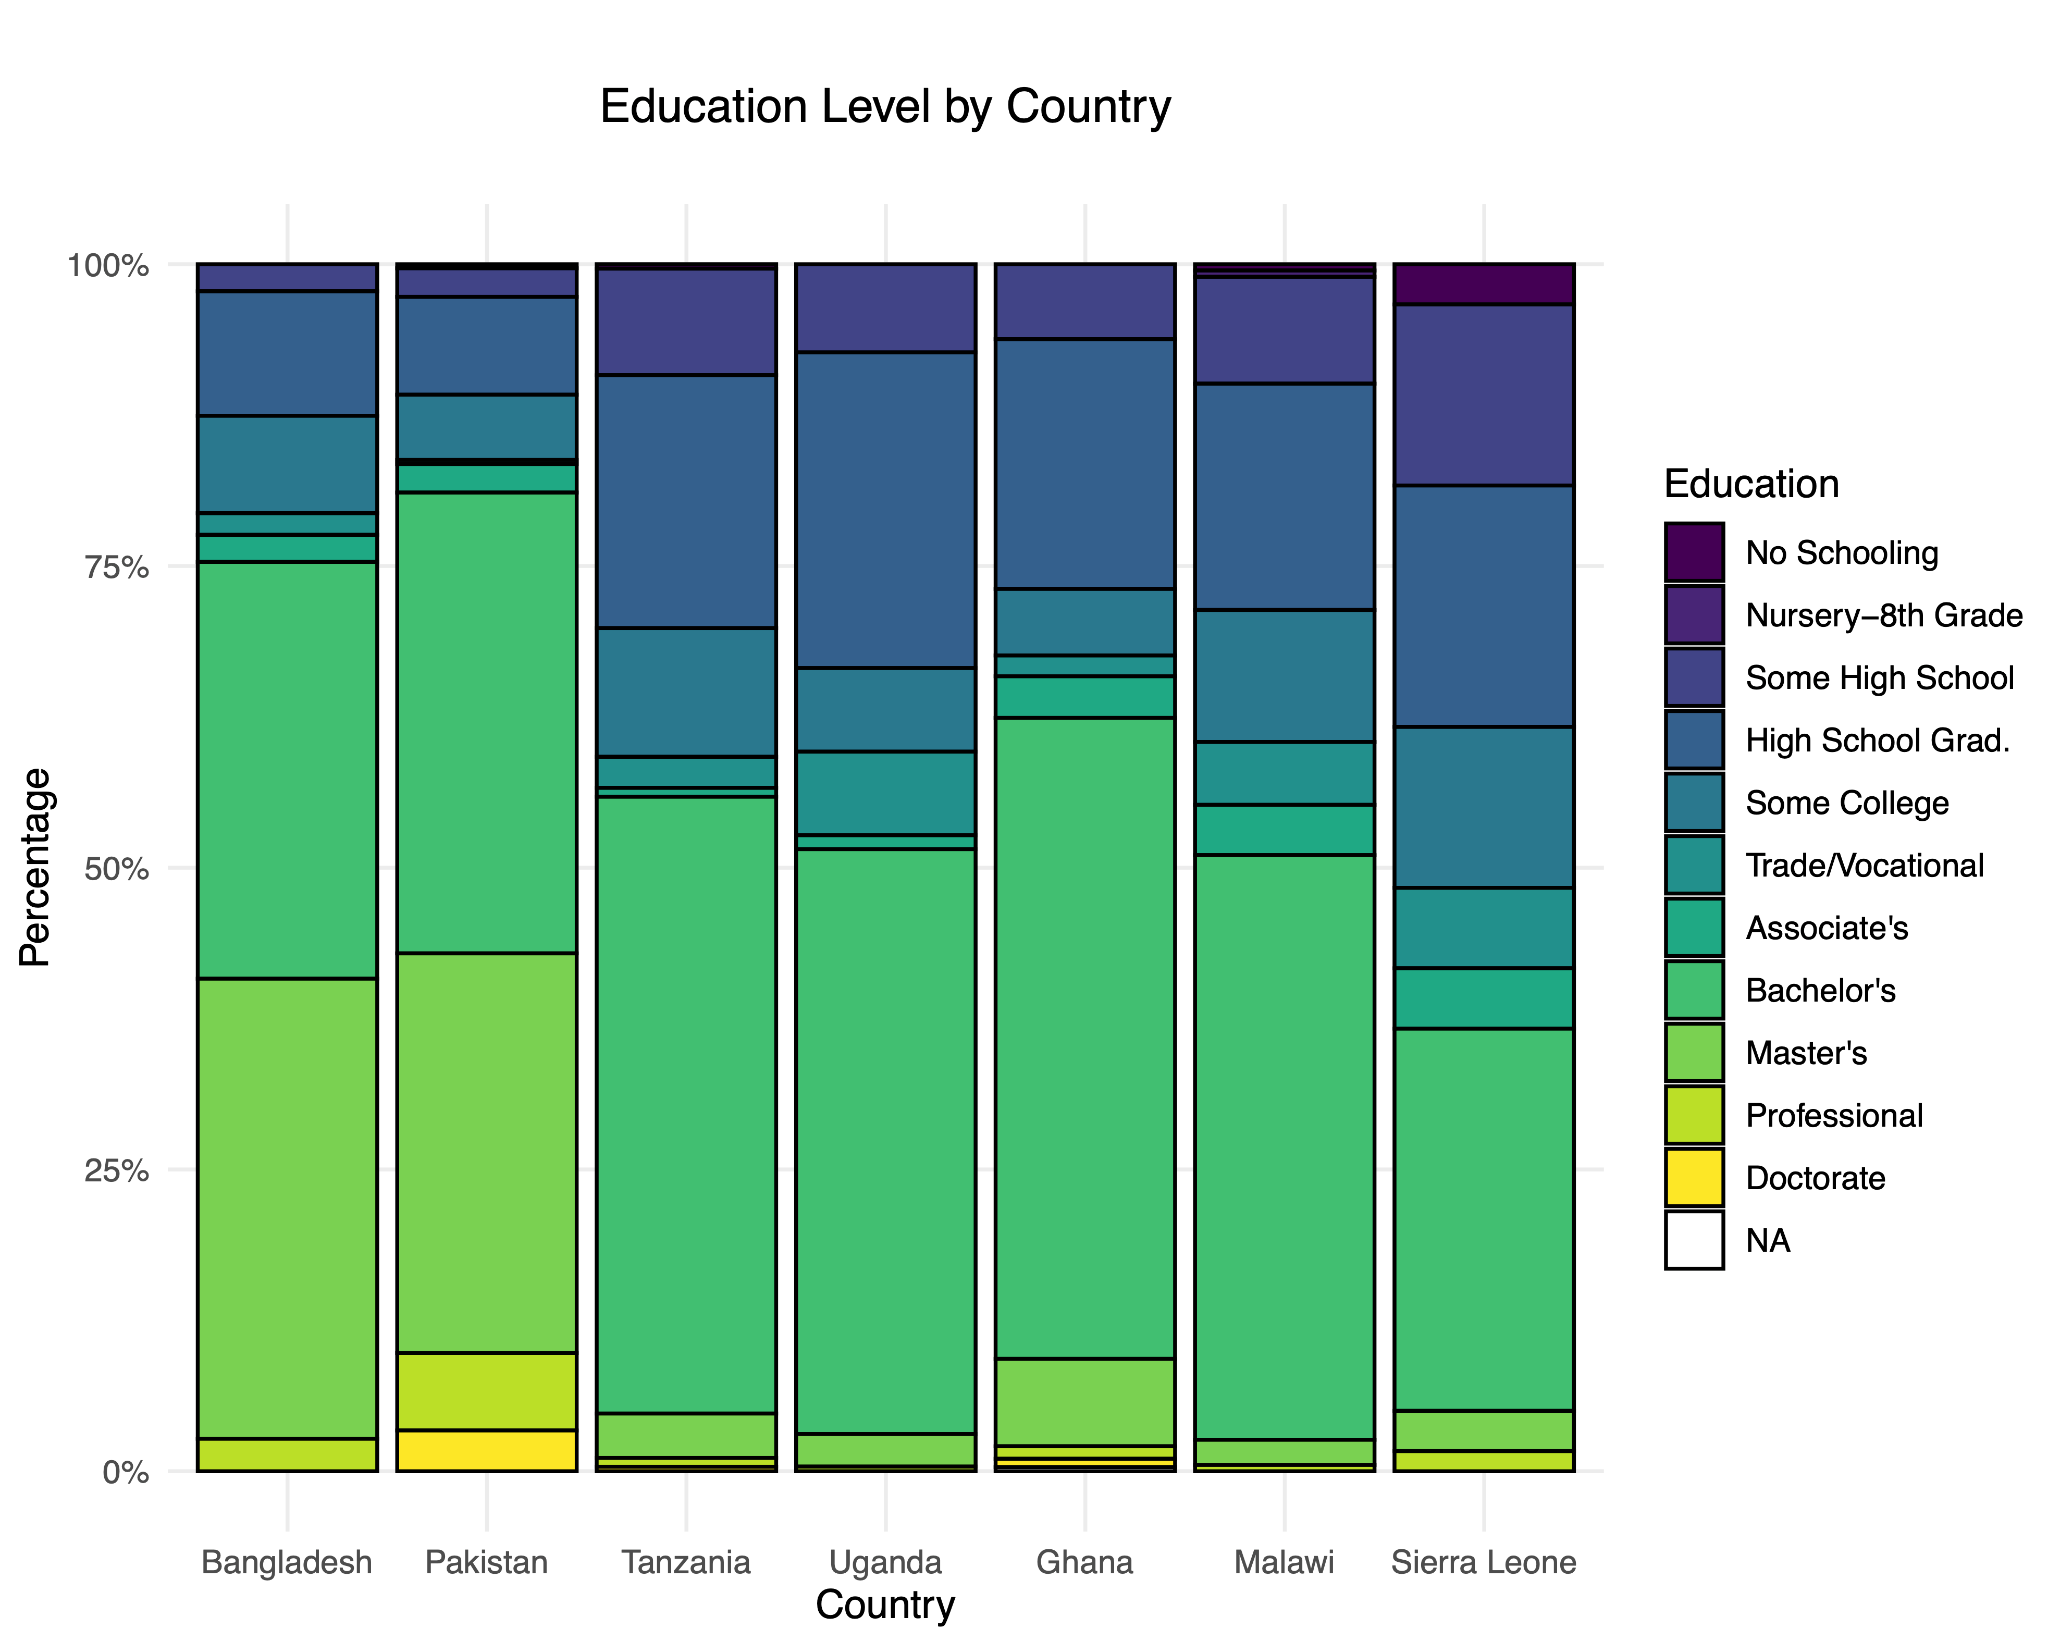 Education Level by Country
Percentage
100%
75%
50%
25%
0%
Bangladesh
Pakistan
Tanzania
Uganda
Ghana
Malawi
Sierra Leone
Country
Education
No Schooling
Nursery−8th Grade
Some High School
High School Grad.
Some College
Trade/Vocational
Associate's
Bachelor's
Master's
Professional
Doctorate
NA